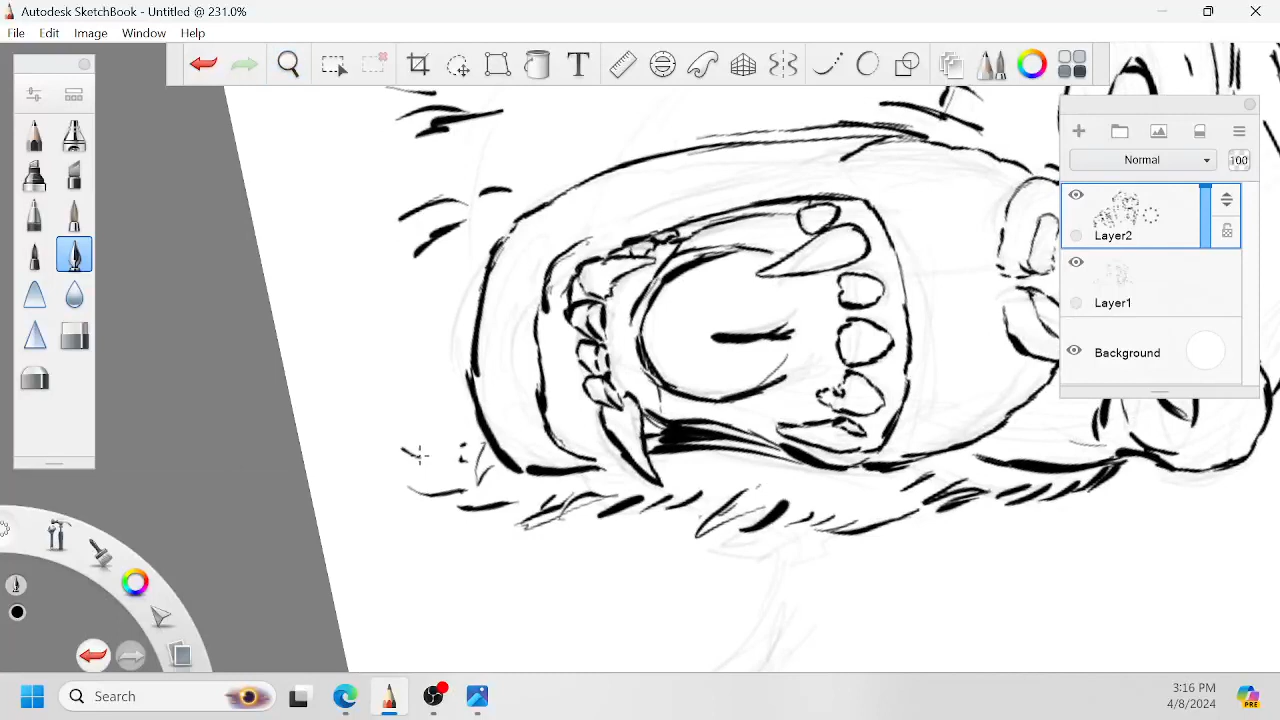 Autodesk SketchBook - Untitled @ 231.0%
File Edit Image Window Help
T
Normal
100
Layer2
Layer1
Background
Search
PRE
3:16 PM
4/8/2024